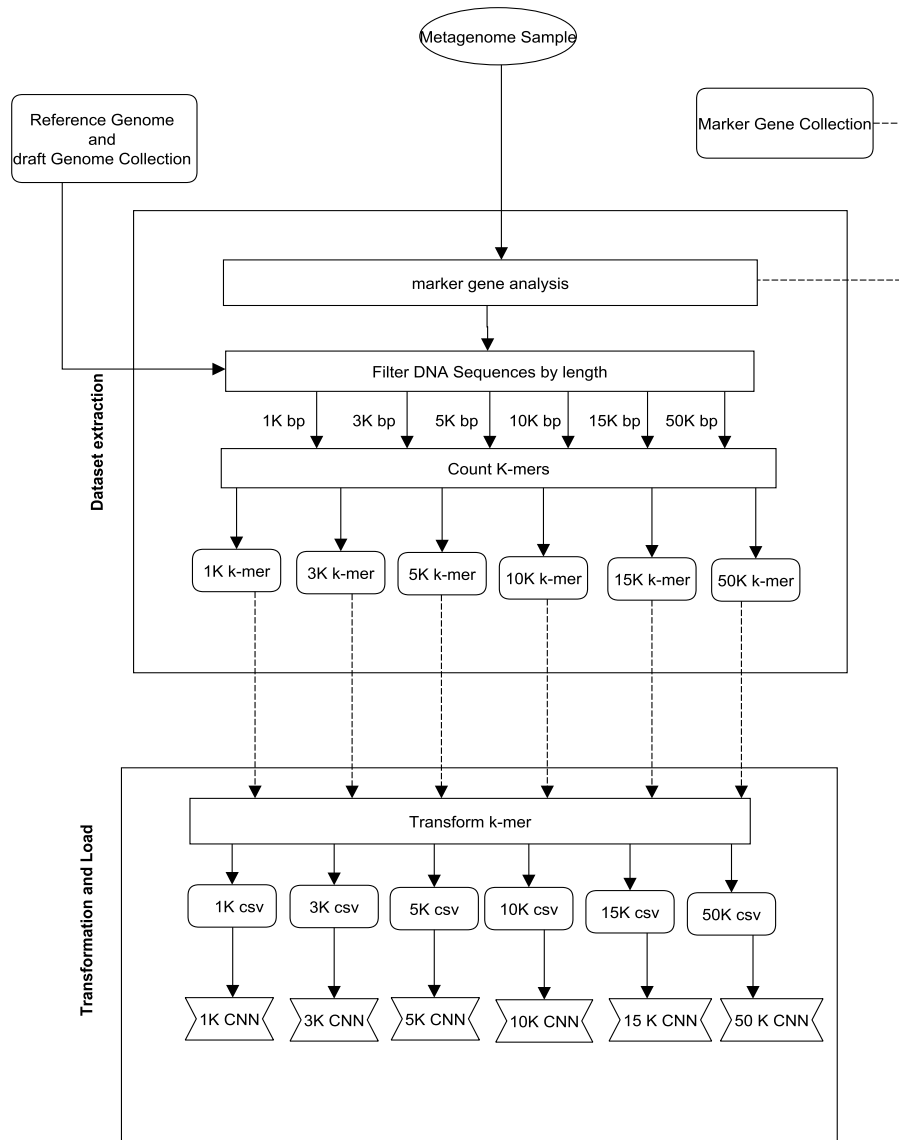 Metagenome Sample
Reference Genome
and
draft Genome Collection
Marker Gene Collection
marker gene analysis
Filter DNA Sequences by length
1K bp
3K bp
5K bp
10K bp
15K bp
50K bp
Count K-mers
1K k-mer
3K k-mer
5K k-mer
10K k-mer
15K k-mer
50K k-mer
Dataset extraction
Transform k-mer
1K csv
3K csv
5K csv
10K csv
15K csv
50K csv
1K CNN
3K CNN
5K CNN
10K CNN
15 K CNN
50 K CNN
Transformation and Load